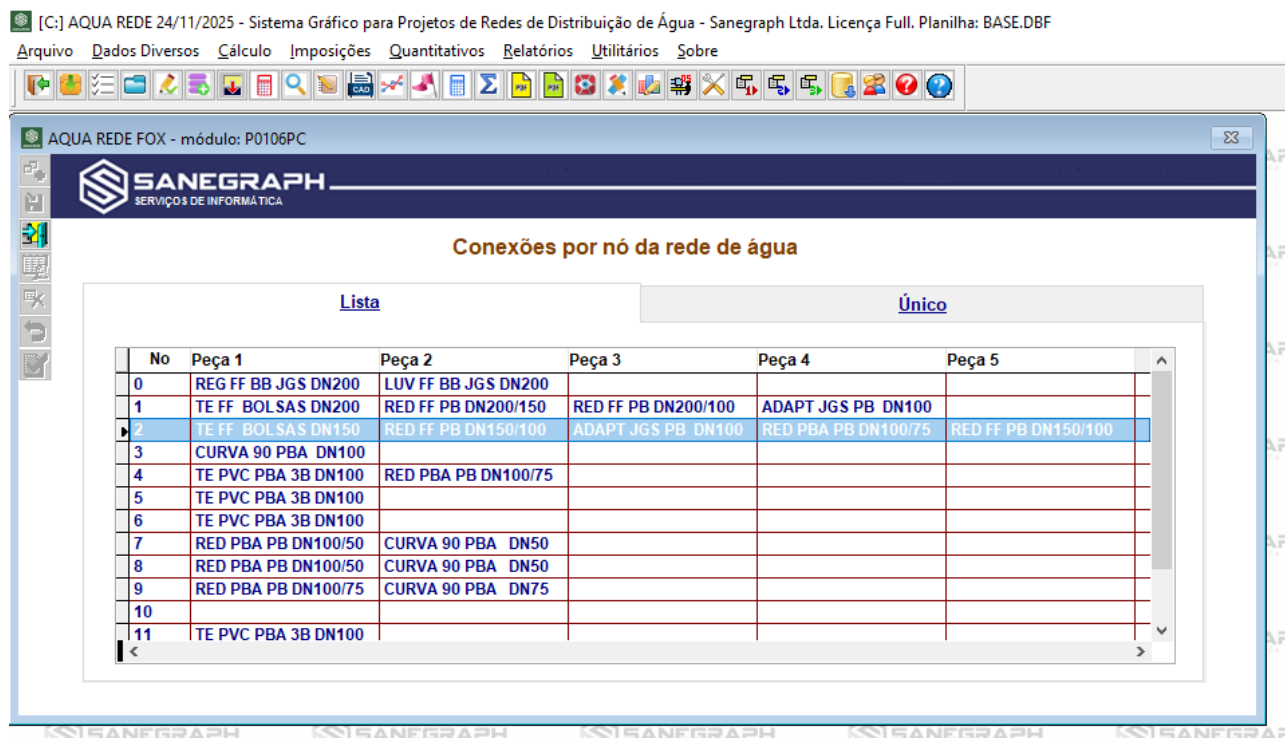 [C:] AQUA REDE 24/11/2025 - Sistema Gráfico para Projetos de Redes de Distribuição de Água - Sanegraph Ltda. Licença Full. Planilha: BASE.DBF
Arquivo Dados Diversos Cálculo Imposições Quantitativos Relatórios Utilitários Sobre
AQUA REDE FOX - módulo: P0106PC
SANEGRAPH
SERVIÇOS DE INFORMÁTICA
Conexões por nó da rede de água
Lista Único
No Peça 1 Peça 2 Peça 3 Peça 4 Peça 5
0 REG FF BB JGS DN200 LUV FF BB JGS DN200
1 TE FF BOLSAS DN200 RED FF PB DN200/150 RED FF PB DN200/100 ADAPT JGS PB DN100
2 TE FF BOLSAS DN150 RED FF PB DN150/100 ADAPT JGS PB DN100 RED PBA PB DN100/75 RED FF PB DN150/100
3 CURVA 90 PBA DN100
4 TE PVC PBA 3B DN100 RED PBA PB DN100/75
5 TE PVC PBA 3B DN100
6 TE PVC PBA 3B DN100
7 RED PBA PB DN100/50 CURVA 90 PBA DN50
8 RED PBA PB DN100/50 CURVA 90 PBA DN50
9 RED PBA PB DN100/75 CURVA 90 PBA DN75
10
11 TE PVC PBA 3B DN100
SANEGRAPH SANEGRAPH SANEGRAPH SANEGRAPH SANEGRAP